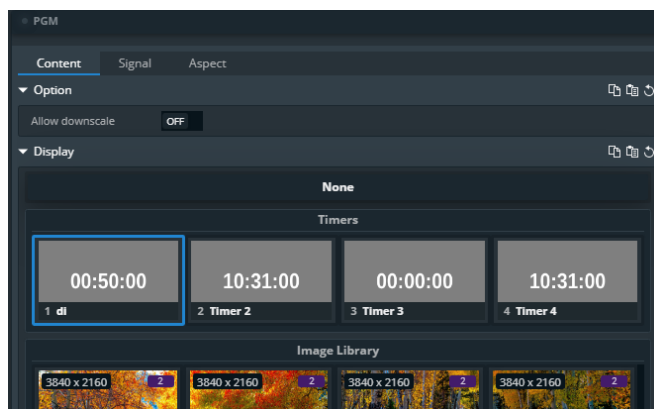 PGM
Content Signal Aspect
Option
Allow downscale OFF
Display
None
Timers
00:50:00 10:31:00 00:00:00 10:31:00
1 di 2 Timer 2 3 Timer 3 4 Timer 4
Image Library
3840 x 2160 2 3840 x 2160 2 3840 x 2160 2 3840 x 2160 2